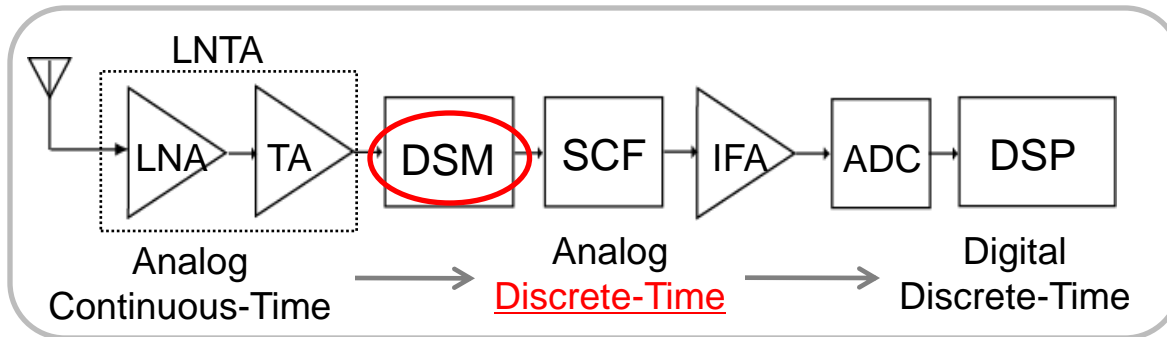 LNTA
LNA TA DSM SCF IFA ADC DSP
Analog
Continuous-Time
Analog
Discrete-Time
Digital
Discrete-Time